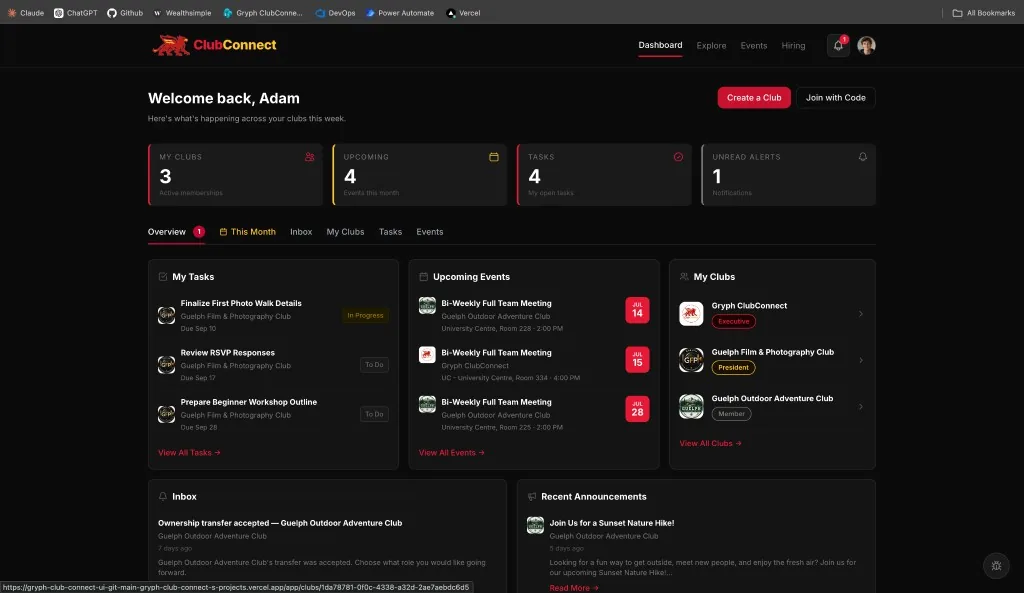 Claude
ChatGPT
Github
Wealthsimple
Gryph ClubConne...
DevOps
Power Automate
Vercel
All Bookmarks
ClubConnect
Dashboard
Explore
Events
Hiring
1
Welcome back, Adam
Here's what's happening across your clubs this week.
Create a Club
Join with Code
MY CLUBS
3
Active memberships
UPCOMING
4
Events this month
TASKS
4
My open tasks
UNREAD ALERTS
1
Notifications
Overview 1
This Month
Inbox
My Clubs
Tasks
Events
My Tasks
Finalize First Photo Walk Details
Guelph Film & Photography Club
Due Sep 10
In Progress
Review RSVP Responses
Guelph Film & Photography Club
Due Sep 17
To Do
Prepare Beginner Workshop Outline
Guelph Film & Photography Club
Due Sep 28
To Do
View All Tasks →
Upcoming Events
Bi-Weekly Full Team Meeting
Guelph Outdoor Adventure Club
University Centre, Room 228 · 2:00 PM
JUL
14
Bi-Weekly Full Team Meeting
Gryph ClubConnect
UC - University Centre, Room 334 · 4:00 PM
JUL
15
Bi-Weekly Full Team Meeting
Guelph Outdoor Adventure Club
University Centre, Room 225 · 2:00 PM
JUL
28
View All Events →
My Clubs
Gryph ClubConnect
Executive
GFP
Guelph Film & Photography Club
President
GUELPH
Guelph Outdoor Adventure Club
Member
View All Clubs →
Inbox
Ownership transfer accepted — Guelph Outdoor Adventure Club
Guelph Outdoor Adventure Club
7 days ago
Guelph Outdoor Adventure Club's transfer was accepted. Choose what role you would like going
forward.
Recent Announcements
Join Us for a Sunset Nature Hike!
Guelph Outdoor Adventure Club
5 days ago
Looking for a fun way to get outside, meet new people, and enjoy the fresh air? Join us for
our upcoming Sunset Nature Hike!...
Read More →
https://gryph-club-connect-ui-git-main-gryph-club-connect-s-projects.vercel.app/app/clubs/1da78781-0f0c-4338-a32d-2ae7aebdc6d5